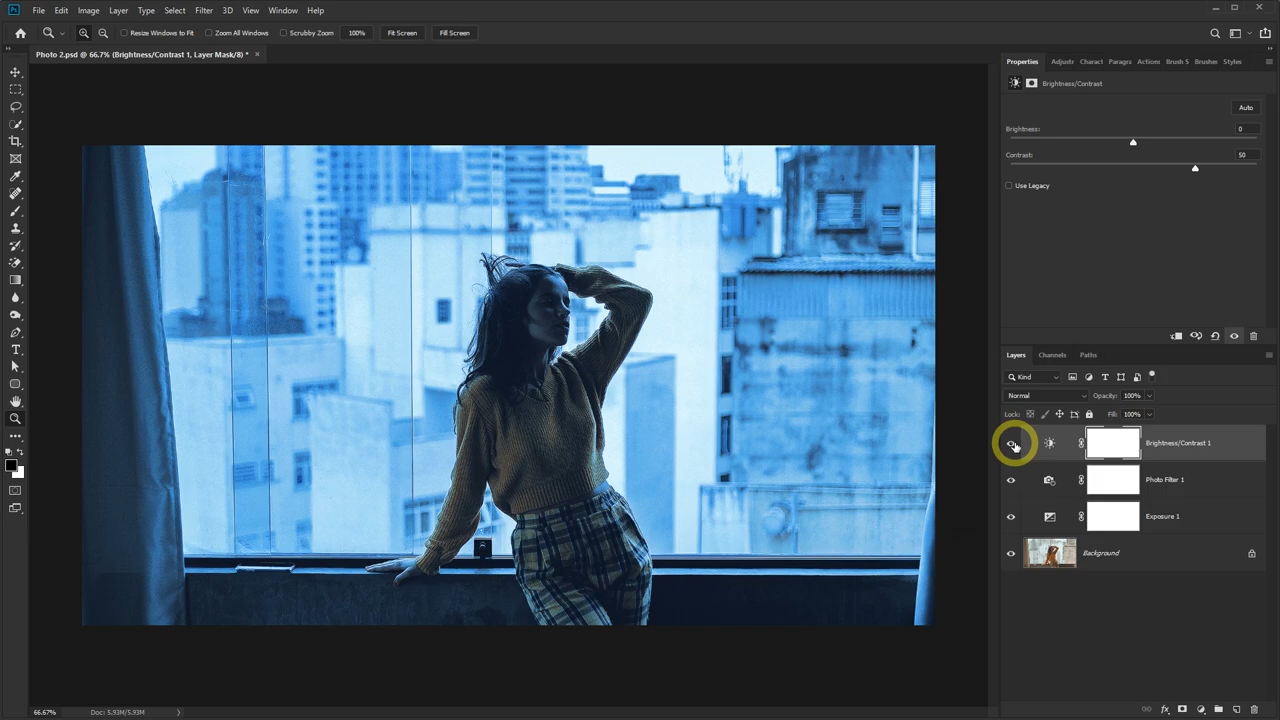 Ps File Edit Image Layer Type Select Filter 3D View Window Help
Resize Windows to Fit Zoom All Windows Scrubby Zoom 100% Fit Screen Fill Screen
Photo 2.psd @ 66.7% (Brightness/Contrast 1, Layer Mask/8) * ×
Properties Adjustr Charact Paragra Actions Brush S Brushes Styles
Brightness/Contrast
Auto
Brightness: 0
Contrast: 50
Use Legacy
Layers Channels Paths
Kind
Normal Opacity: 100%
Lock: Fill: 100%
Brightness/Contrast 1
Photo Filter 1
Exposure 1
Background
66.67% Doc: 5.93M/5.93M